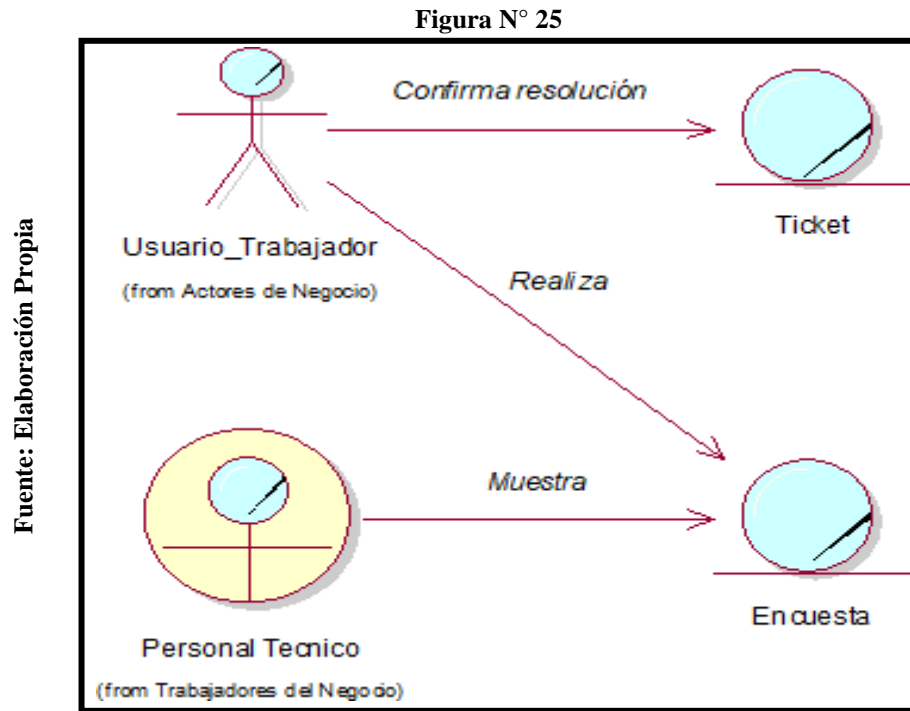 Figura N° 25
Fuente: Elaboración Propia
Confirma resolución
Ticket
Usuario_Trabajador
(from Actores de Negocio)
Realiza
Muestra
Encuesta
Personal Tecnico
(from Trabajadores del Negocio)